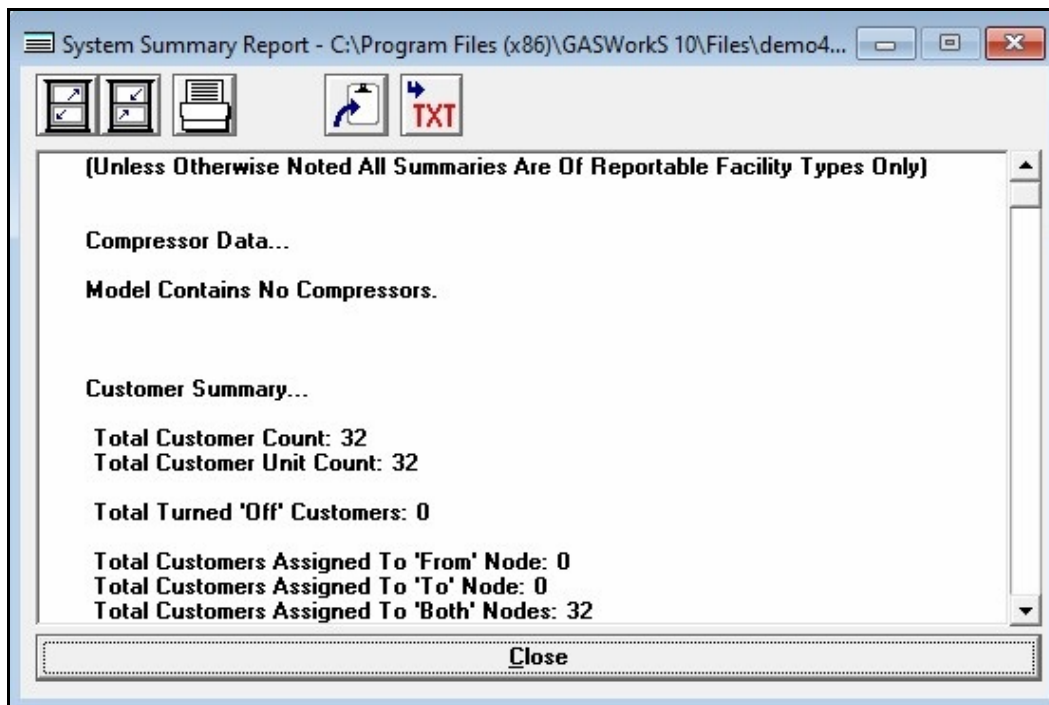 System Summary Report - C:\Program Files (x86)\GASWorkS 10\Files\demo4...
TXT
(Unless Otherwise Noted All Summaries Are Of Reportable Facility Types Only)
Compressor Data...
Model Contains No Compressors.
Customer Summary...
Total Customer Count: 32
Total Customer Unit Count: 32
Total Turned 'Off' Customers: 0
Total Customers Assigned To 'From' Node: 0
Total Customers Assigned To 'To' Node: 0
Total Customers Assigned To 'Both' Nodes: 32
Close